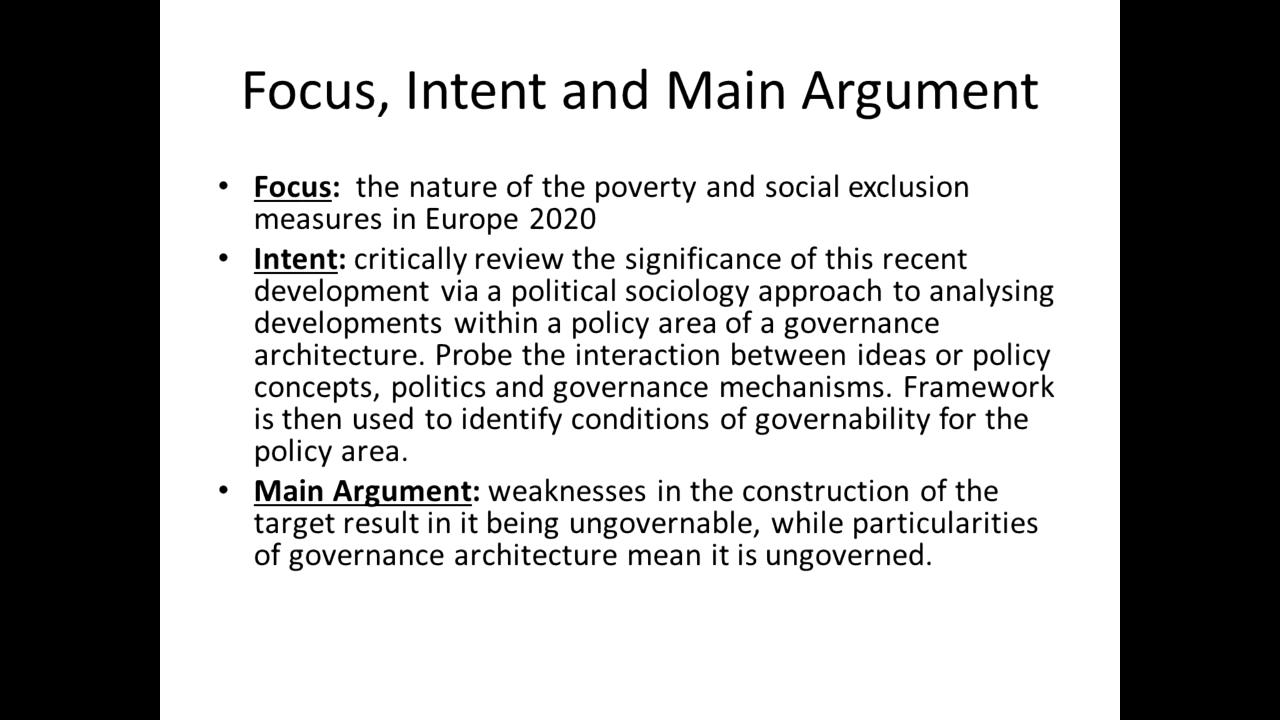 Focus, Intent and Main Argument
• Focus: the nature of the poverty and social exclusion
measures in Europe 2020
• Intent: critically review the significance of this recent
development via a political sociology approach to analysing
developments within a policy area of a governance
architecture. Probe the interaction between ideas or policy
concepts, politics and governance mechanisms. Framework
is then used to identify conditions of governability for the
policy area.
• Main Argument: weaknesses in the construction of the
target result in it being ungovernable, while particularities
of governance architecture mean it is ungoverned.